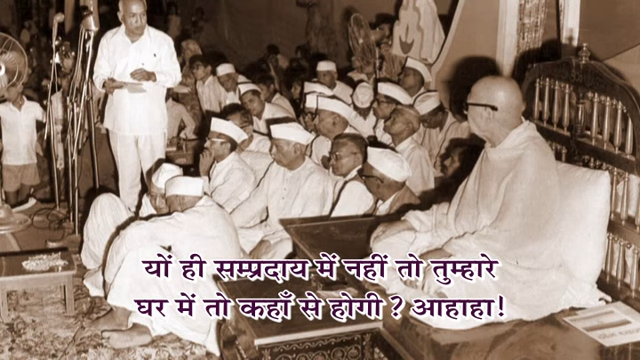 यों ही सम्प्रदाय में नहीं तो तुम्हारे
घर में तो कहाँ से होगी ? आहाहा!